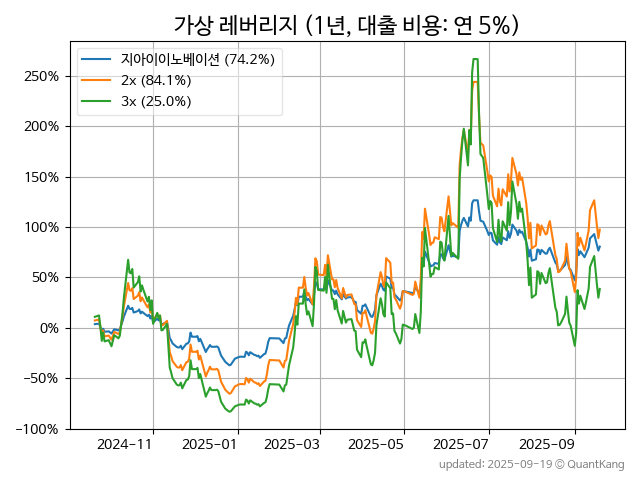 가상 레버리지 (1년, 대출 비용: 연 5%)
지아이이노베이션 (74.2%)
2x (84.1%)
3x (25.0%)
250%
200%
150%
100%
50%
0%
−50%
−100%
2024-11 2025-01 2025-03 2025-05 2025-07 2025-09
updated: 2025-09-19 © QuantKang